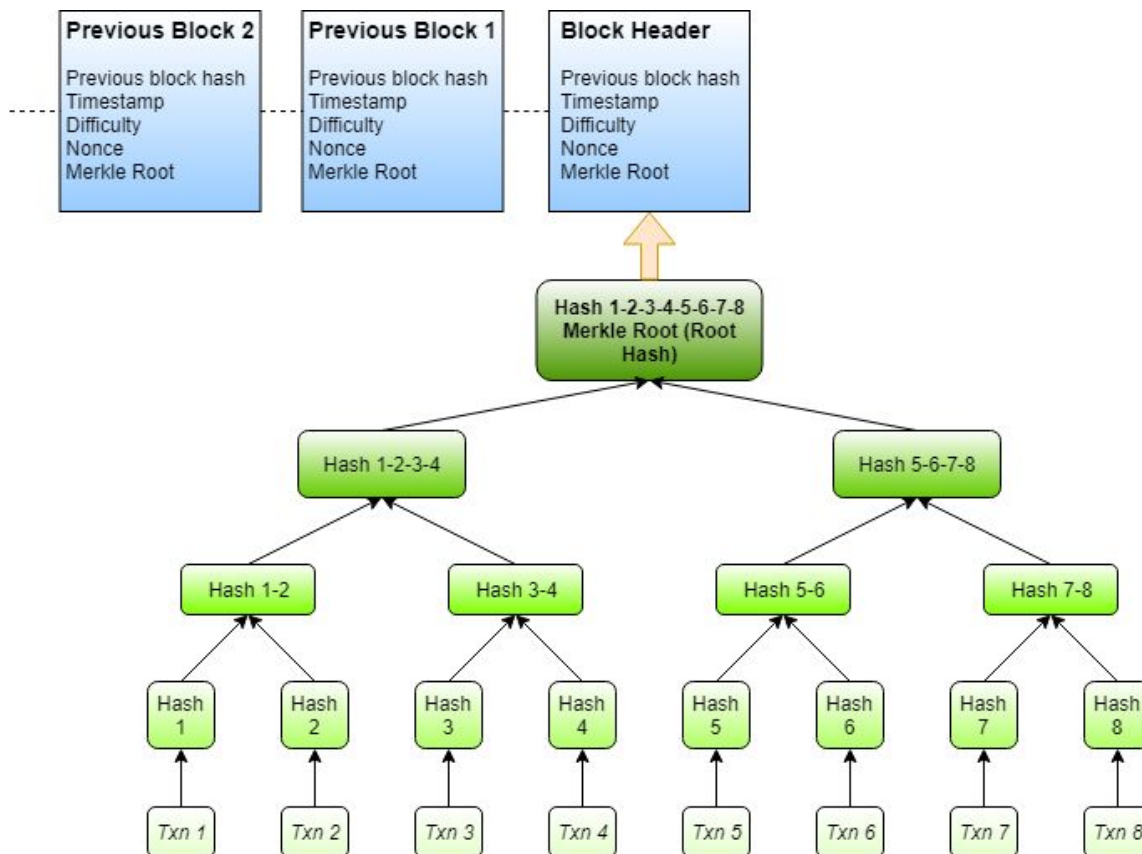 Previous Block 2
Previous block hash
Timestamp
Difficulty
Nonce
Merkle Root
Previous Block 1
Previous block hash
Timestamp
Difficulty
Nonce
Merkle Root
Block Header
Previous block hash
Timestamp
Difficulty
Nonce
Merkle Root
Hash 1-2-3-4-5-6-7-8
Merkle Root (Root
Hash)
Hash 1-2-3-4
Hash 5-6-7-8
Hash 1-2
Hash 3-4
Hash 5-6
Hash 7-8
Hash
1
Hash
2
Hash
3
Hash
4
Hash
5
Hash
6
Hash
7
Hash
8
Txn 1
Txn 2
Txn 3
Txn 4
Txn 5
Txn 6
Txn 7
Txn 8